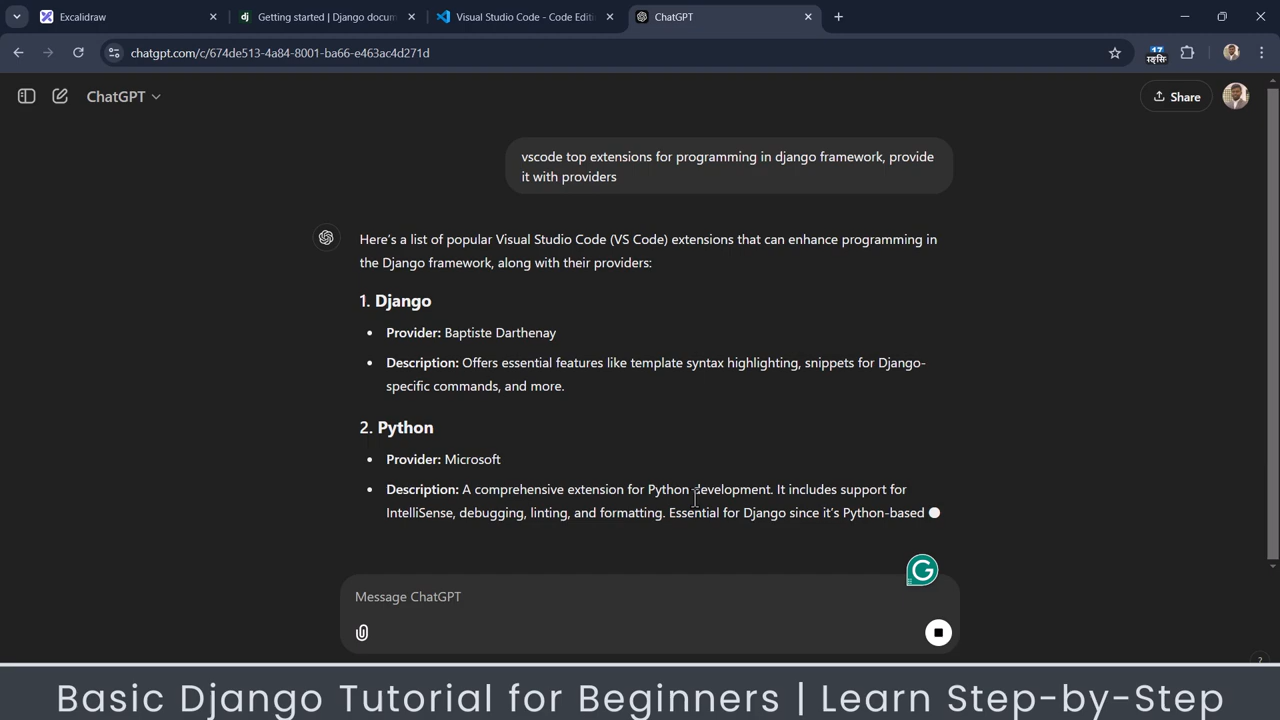 Excalidraw
Getting started | Django docum
Visual Studio Code - Code Editi
ChatGPT
chatgpt.com/c/674de513-4a84-8001-ba66-e463ac4d271d
17
ChatGPT
Share
vscode top extensions for programming in django framework, provide
it with providers
Here's a list of popular Visual Studio Code (VS Code) extensions that can enhance programming in
the Django framework, along with their providers:
1. Django
• Provider: Baptiste Darthenay
• Description: Offers essential features like template syntax highlighting, snippets for Django-
specific commands, and more.
2. Python
• Provider: Microsoft
• Description: A comprehensive extension for Python development. It includes support for
IntelliSense, debugging, linting, and formatting. Essential for Django since it's Python-based
Message ChatGPT
?
Basic Django Tutorial for Beginners | Learn Step-by-Step